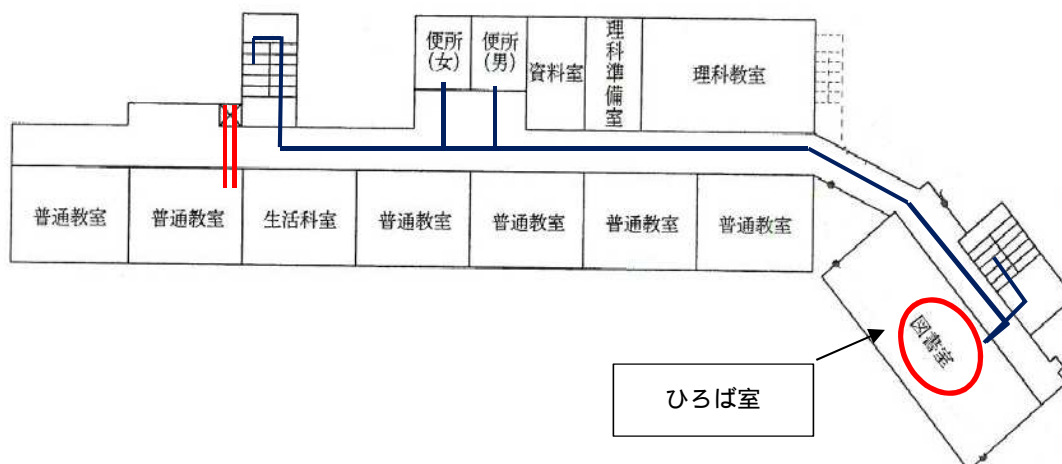 便所
(女)
便所
(男)
資料室
理科準備室
理科教室
普通教室
普通教室
生活科室
普通教室
普通教室
普通教室
普通教室
図書室
ひろば室